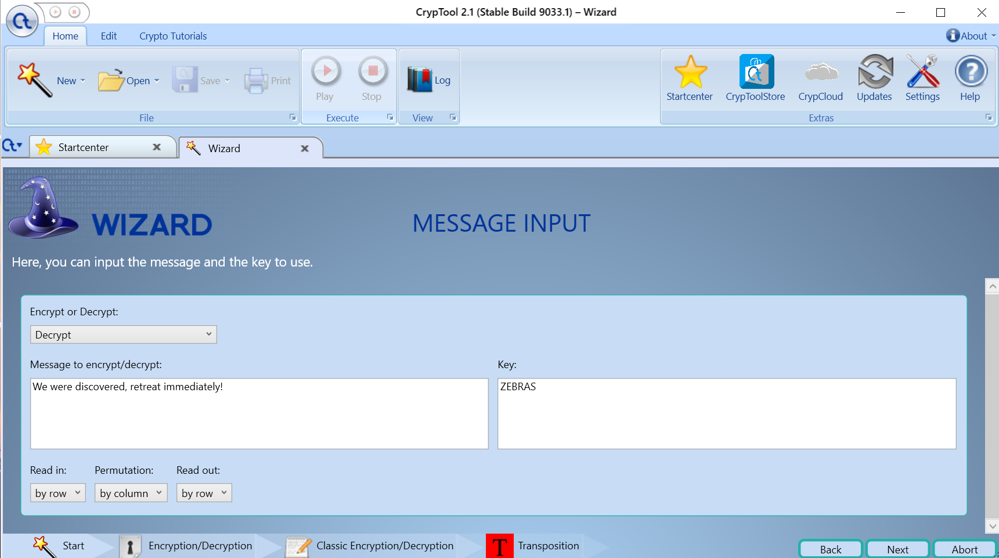 CrypTool 2.1 (Stable Build 9033.1) – Wizard
Home Edit Crypto Tutorials About
New Open Save Print Play Stop Log Startcenter CrypToolStore CrypCloud Updates Settings Help
File Execute View Extras
Startcenter Wizard
WIZARD
MESSAGE INPUT
Here, you can input the message and the key to use.
Encrypt or Decrypt:
Decrypt
Message to encrypt/decrypt: Key:
We were discovered, retreat immediately! ZEBRAS
Read in: Permutation: Read out:
by row by column by row
Start Encryption/Decryption Classic Encryption/Decryption T Transposition
Back Next Abort